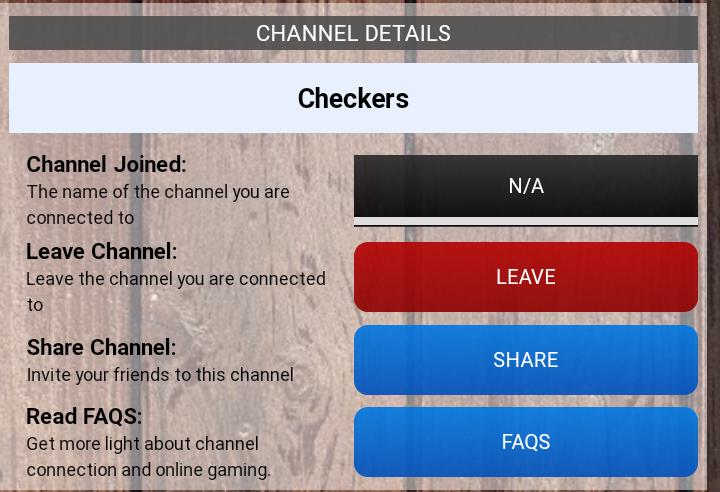 CHANNEL DETAILS
Checkers
Channel Joined:
The name of the channel you are
connected to
N/A
Leave Channel:
Leave the channel you are connected
to
LEAVE
Share Channel:
Invite your friends to this channel
SHARE
Read FAQS:
Get more light about channel
connection and online gaming.
FAQS